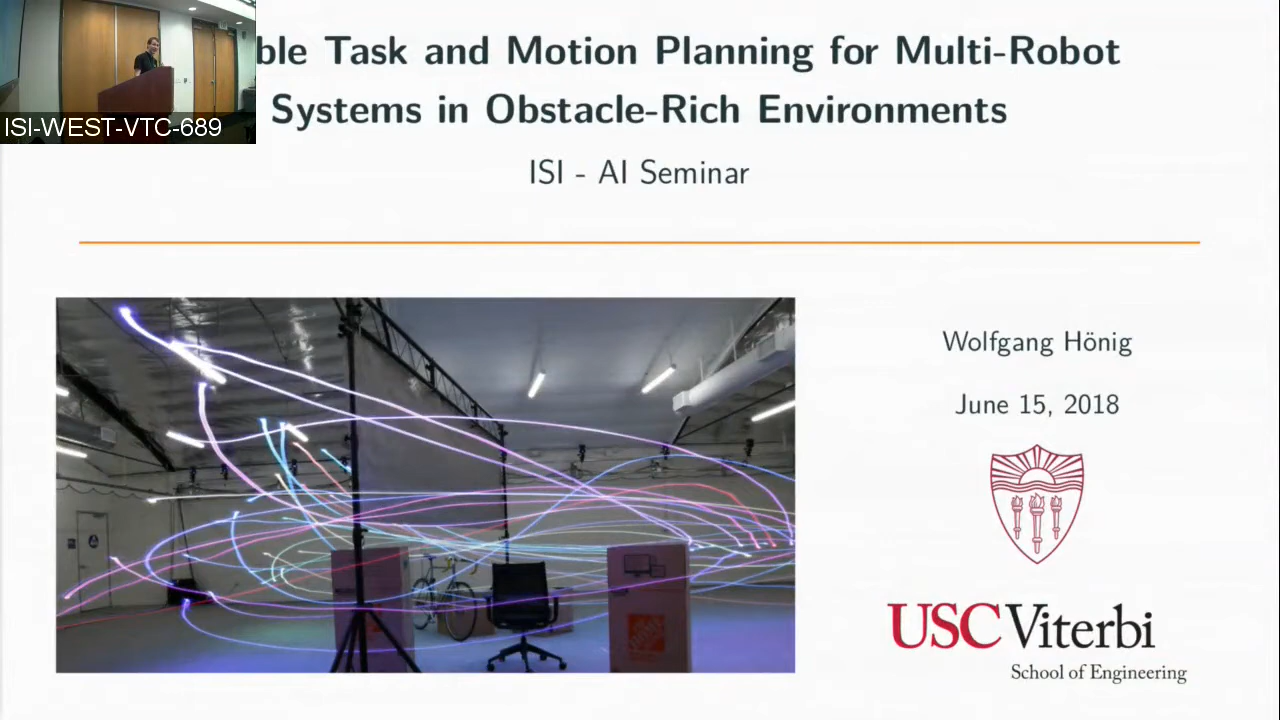 ble Task and Motion Planning for Multi-Robot
Systems in Obstacle-Rich Environments
ISI-WEST-VTC-689
ISI - AI Seminar
Wolfgang Hönig
June 15, 2018
USC Viterbi
School of Engineering